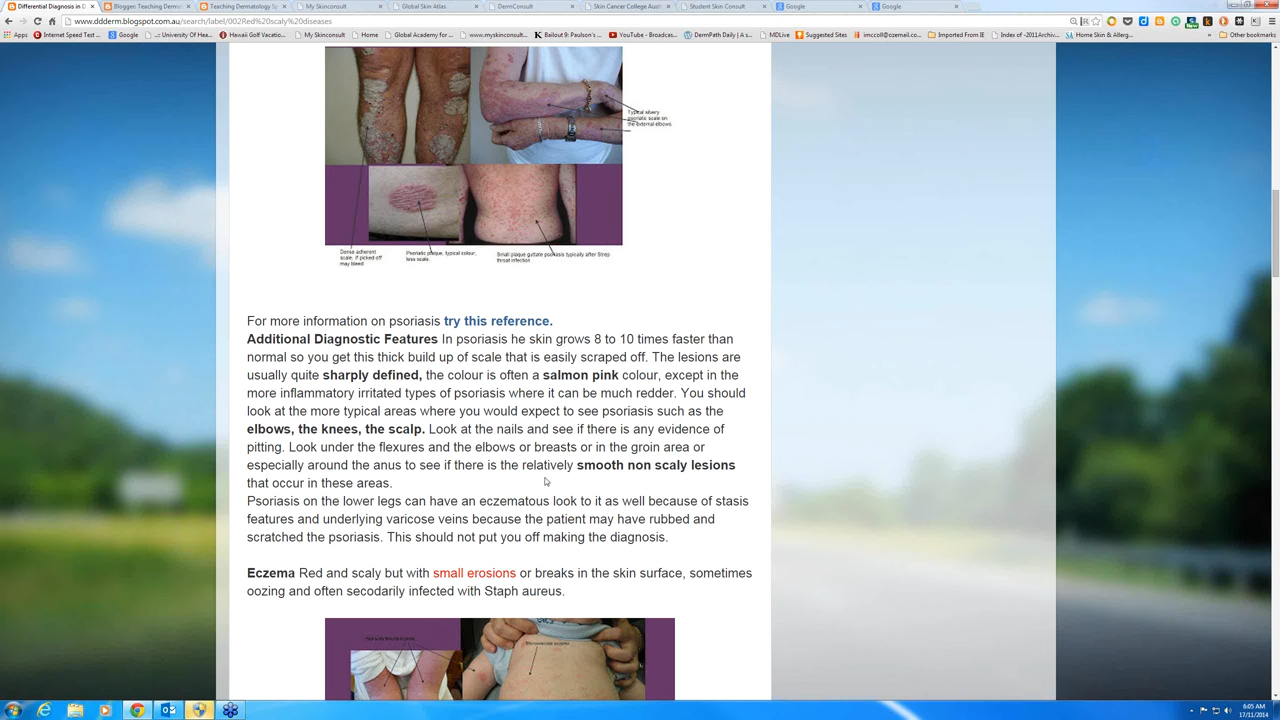 Differential Diagnosis in D
Blogger: Teaching Derma
Teaching Dermatology Sp
My Skinconsult
Global Skin Atlas
DermConsult
Skin Cancer College Aust
Student Skin Consult
Google
Google
www.ddderm.blogspot.com.au/search/label/002Red%20scaly%20diseases
Apps
Internet Speed Test ...
Google
.:: University Of Hea...
Hawaii Golf Vacatio...
My Skinconsult
Home
Global Academy for ...
www.myskinconsult...
Bailout 9: Paulson's ...
YouTube - Broadcas...
DermPath Daily | A s...
MDLive
Suggested Sites
imccoll@ozemail.co...
Imported From IE
Index of -2011Archiv...
Home Skin & Allerg...
Other bookmarks
psoriatic scale on
the external elbows
Dense adherent
scale. If picked off
may bleed
Psoriatic plaque, typical colour,
less scale.
Small plaque guttate psoriasis typically after Strep
throat infection
For more information on psoriasis try this reference.
Additional Diagnostic Features In psoriasis he skin grows 8 to 10 times faster than
normal so you get this thick build up of scale that is easily scraped off. The lesions are
usually quite sharply defined, the colour is often a salmon pink colour, except in the
more inflammatory irritated types of psoriasis where it can be much redder. You should
look at the more typical areas where you would expect to see psoriasis such as the
elbows, the knees, the scalp. Look at the nails and see if there is any evidence of
pitting. Look under the flexures and the elbows or breasts or in the groin area or
especially around the anus to see if there is the relatively smooth non scaly lesions
that occur in these areas.
Psoriasis on the lower legs can have an eczematous look to it as well because of stasis
features and underlying varicose veins because the patient may have rubbed and
scratched the psoriasis. This should not put you off making the diagnosis.
Eczema Red and scaly but with small erosions or breaks in the skin surface, sometimes
oozing and often secodarily infected with Staph aureus.
6:05 AM
17/11/2014